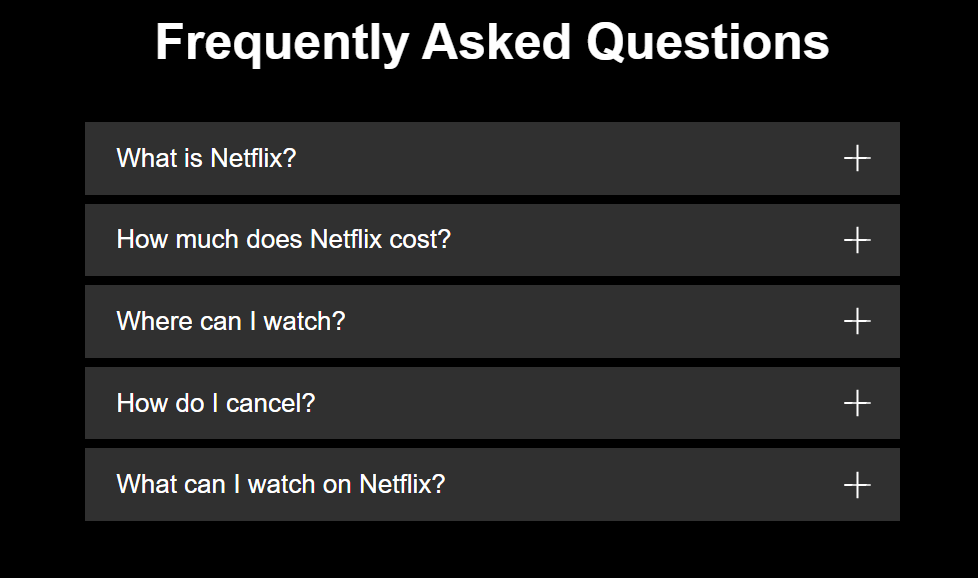 Frequently Asked Questions
What is Netflix?
How much does Netflix cost?
Where can I watch?
How do I cancel?
What can I watch on Netflix?